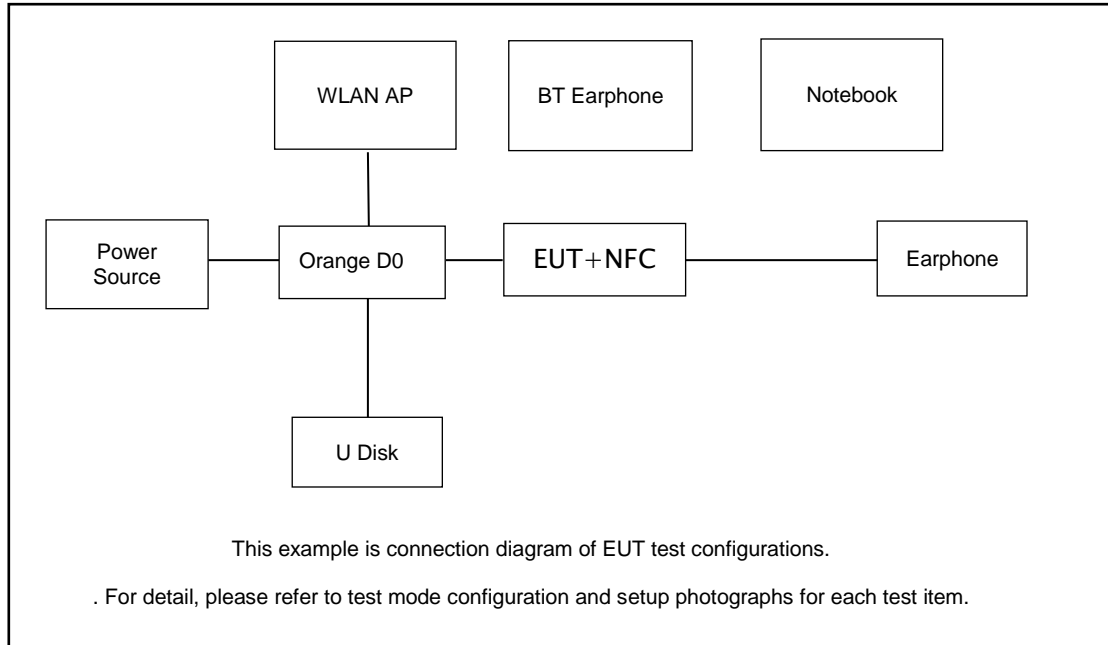 WLAN AP
BT Earphone
Notebook
Power
Source
Orange D0
EUT+NFC
Earphone
U Disk
This example is connection diagram of EUT test configurations.
. For detail, please refer to test mode configuration and setup photographs for each test item.